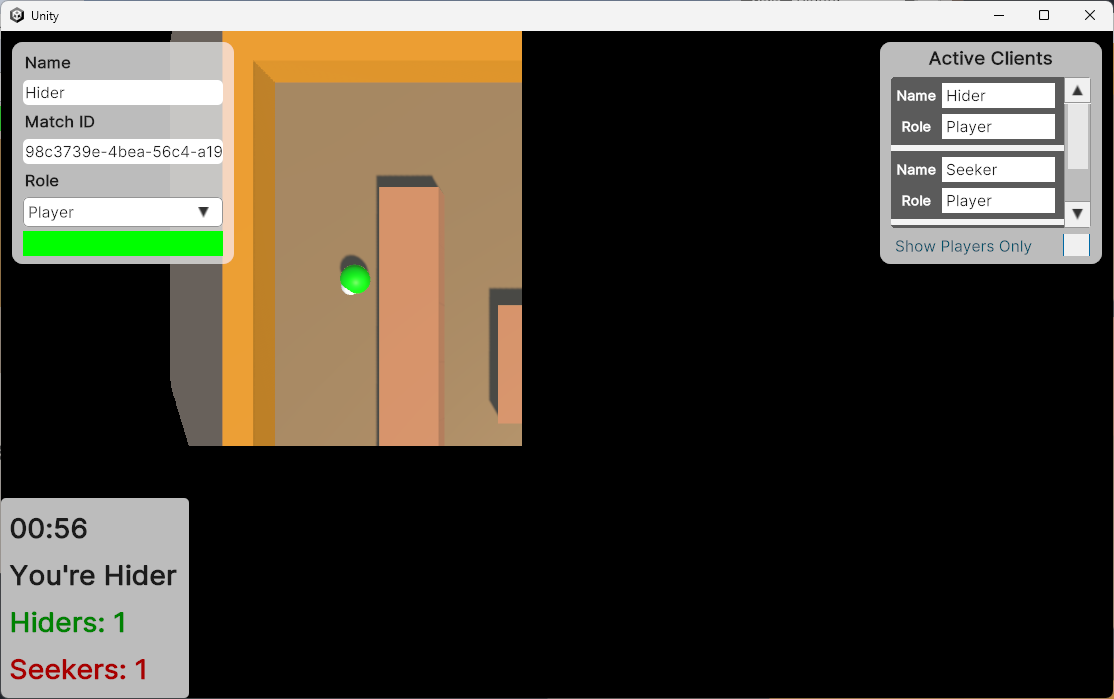 Unity
Name
Hider
Match ID
98c3739e-4bea-56c4-a19
Role
Player
Active Clients
Name Hider
Role Player
Name Seeker
Role Player
Show Players Only
00:56
You're Hider
Hiders: 1
Seekers: 1